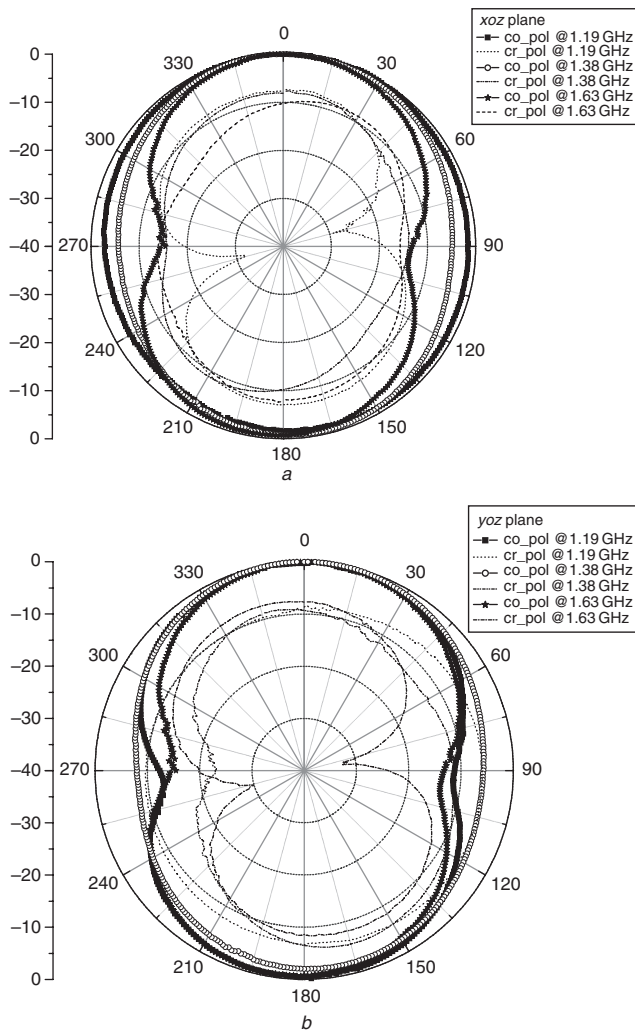 xoz plane
co_pol @1.19 GHz
cr_pol @1.19 GHz
co_pol @1.38 GHz
cr_pol @1.38 GHz
co_pol @1.63 GHz
cr_pol @1.63 GHz
0
330
30
300
60
270
90
240
120
210
150
180
0
–10
–20
–30
–40
–30
–20
–10
0
a
yoz plane
co_pol @1.19 GHz
cr_pol @1.19 GHz
co_pol @1.38 GHz
cr_pol @1.38 GHz
co_pol @1.63 GHz
cr_pol @1.63 GHz
0
330
30
300
60
270
90
240
120
210
150
180
0
–10
–20
–30
–40
–30
–20
–10
0
b